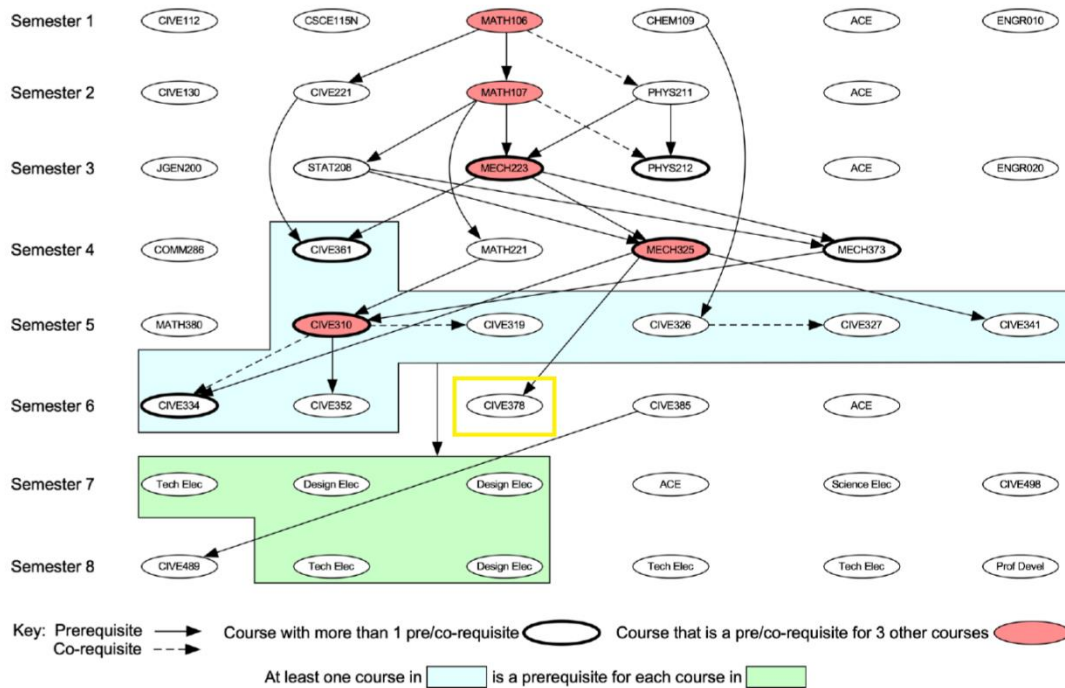 Semester 1 CIVE112 CSCE115N MATH106 CHEM109 ACE ENGR010
Semester 2 CIVE130 CIVE221 MATH107 PHYS211 ACE
Semester 3 JGEN200 STAT208 MECH223 PHYS212 ACE ENGR020
Semester 4 COMM286 CIVE361 MATH221 MECH325 MECH373
Semester 5 MATH380 CIVE310 CIVE319 CIVE326 CIVE327 CIVE341
Semester 6 CIVE334 CIVE352 CIVE378 CIVE385 ACE
Semester 7 Tech Elec Design Elec Design Elec ACE Science Elec CIVE498
Semester 8 CIVE489 Tech Elec Design Elec Tech Elec Tech Elec Prof Devel
Key: Prerequisite Course with more than 1 pre/co-requisite Course that is a pre/co-requisite for 3 other courses
Co-requisite
At least one course in is a prerequisite for each course in